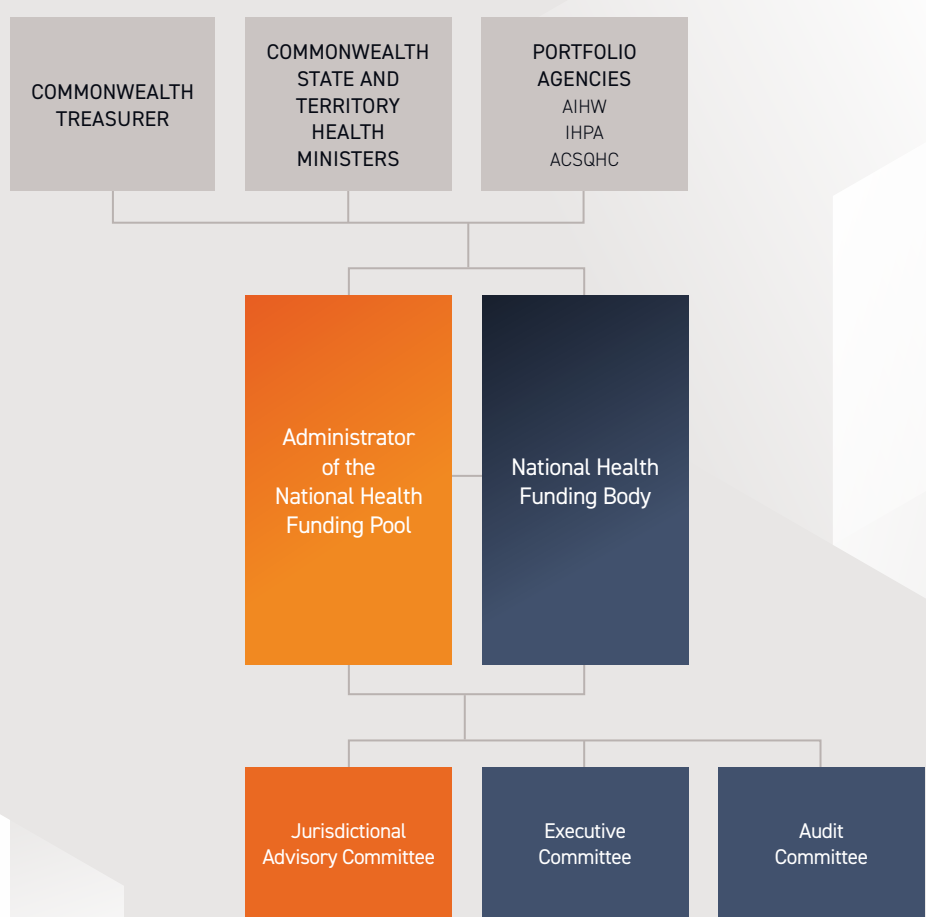 COMMONWEALTH
TREASURER
COMMONWEALTH
STATE AND
TERRITORY
HEALTH
MINISTERS
PORTFOLIO
AGENCIES
AIHW
IHPA
ACSQHC
Administrator
of the
National Health
Funding Pool
National Health
Funding Body
Jurisdictional
Advisory Committee
Executive
Committee
Audit
Committee